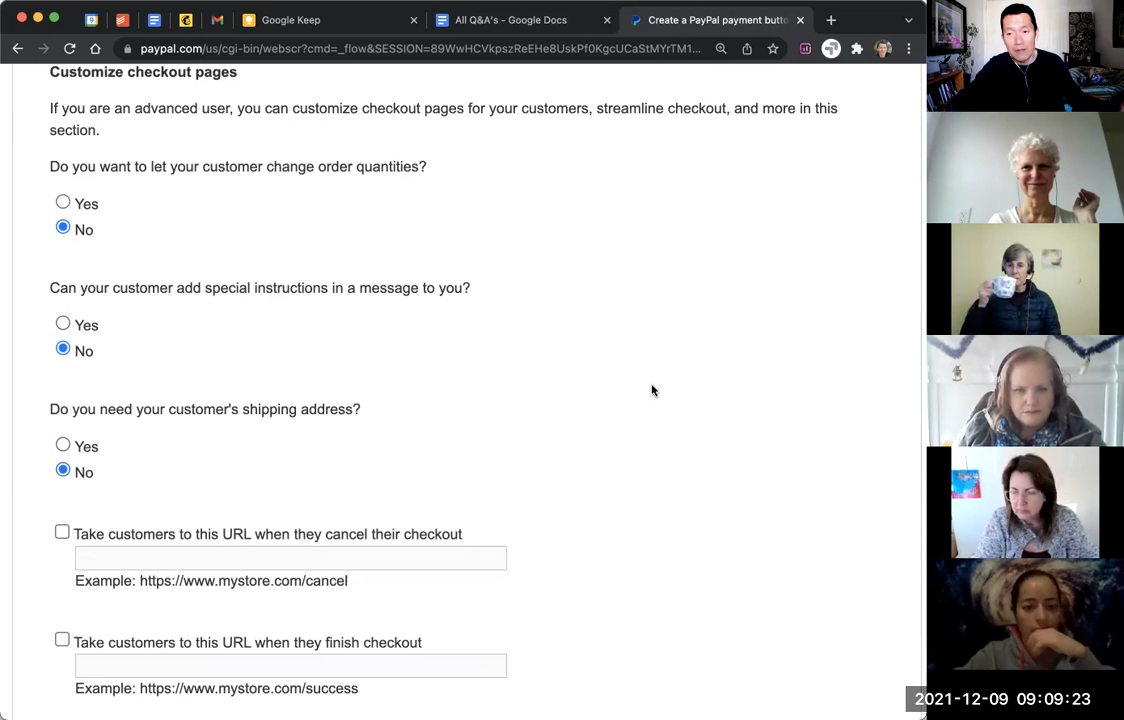 9
Google Keep
All Q&A's - Google Docs
Create a PayPal payment butto
paypal.com/us/cgi-bin/webscr?cmd=_flow&SESSION=89WwHCVkpszReEHe8UskPf0KgcUCaStMYrTM1...
Customize checkout pages
If you are an advanced user, you can customize checkout pages for your customers, streamline checkout, and more in this
section.
Do you want to let your customer change order quantities?
Yes
No
Can your customer add special instructions in a message to you?
Yes
No
Do you need your customer's shipping address?
Yes
No
Take customers to this URL when they cancel their checkout
Example: https://www.mystore.com/cancel
Take customers to this URL when they finish checkout
Example: https://www.mystore.com/success
2021-12-09 09:09:23